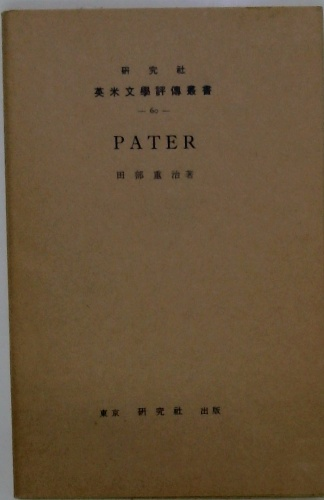 研究社
英米文學評傳叢書
— 60 —
PATER
田部重治著
東京 研究社 出版